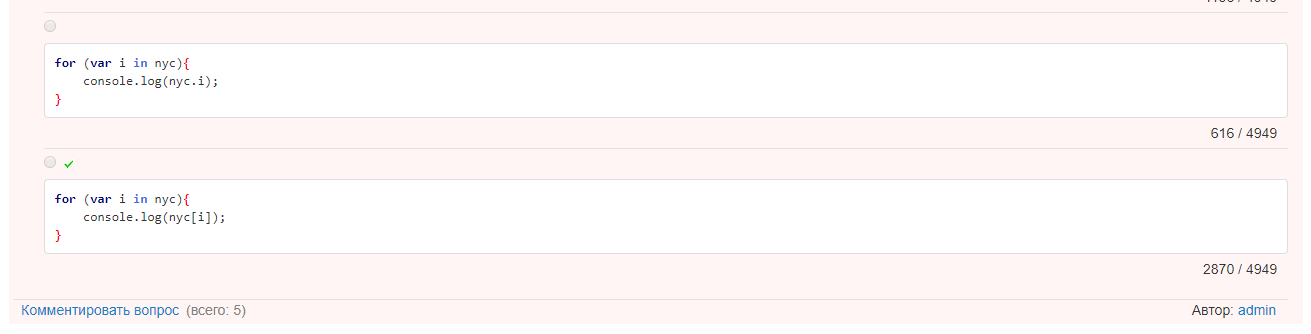 for (var i in nyc){
console.log(nyc.i);
}
616 / 4949
for (var i in nyc){
console.log(nyc[i]);
}
2870 / 4949
Комментировать вопрос (всего: 5) Автор: admin